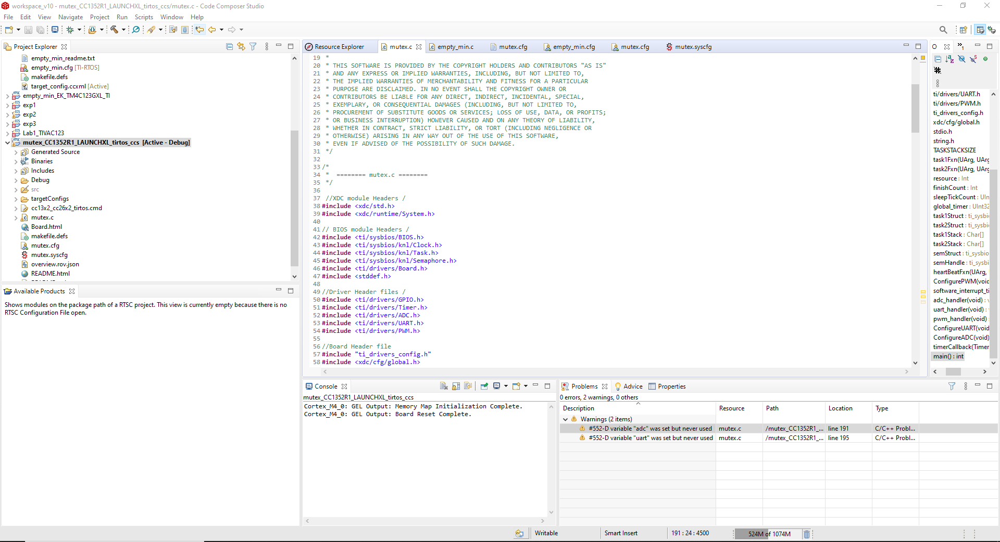 workspace_v10 - mutex_CC1352R1_LAUNCHXL_tirtos_ccs/mutex.c - Code Composer Studio
File Edit View Navigate Project Run Scripts Window Help
Project Explorer
empty_min_readme.txt
empty_min.cfg [TI-RTOS]
makefile.defs
target_config.ccxml [Active]
empty_min_EK_TM4C123GXL_TI
exp1
exp2
exp3
Lab1_TIVAC123
mutex_CC1352R1_LAUNCHXL_tirtos_ccs [Active - Debug]
Generated Source
Binaries
Includes
Debug
src
targetConfigs
cc13x2_cc26x2_tirtos.cmd
mutex.c
Board.html
makefile.defs
mutex.cfg
mutex.syscfg
overview.rov.json
README.html
Available Products
Shows modules on the package path of a RTSC project. This view is currently empty because there is no
RTSC Configuration File open.
Resource Explorer mutex.c empty_min.c mutex.cfg empty_min.cfg mutex.cfg mutex.syscfg
19 *
20 * THIS SOFTWARE IS PROVIDED BY THE COPYRIGHT HOLDERS AND CONTRIBUTORS "AS IS"
21 * AND ANY EXPRESS OR IMPLIED WARRANTIES, INCLUDING, BUT NOT LIMITED TO,
22 * THE IMPLIED WARRANTIES OF MERCHANTABILITY AND FITNESS FOR A PARTICULAR
23 * PURPOSE ARE DISCLAIMED. IN NO EVENT SHALL THE COPYRIGHT OWNER OR
24 * CONTRIBUTORS BE LIABLE FOR ANY DIRECT, INDIRECT, INCIDENTAL, SPECIAL,
25 * EXEMPLARY, OR CONSEQUENTIAL DAMAGES (INCLUDING, BUT NOT LIMITED TO,
26 * PROCUREMENT OF SUBSTITUTE GOODS OR SERVICES; LOSS OF USE, DATA, OR PROFITS;
27 * OR BUSINESS INTERRUPTION) HOWEVER CAUSED AND ON ANY THEORY OF LIABILITY,
28 * WHETHER IN CONTRACT, STRICT LIABILITY, OR TORT (INCLUDING NEGLIGENCE OR
29 * OTHERWISE) ARISING IN ANY WAY OUT OF THE USE OF THIS SOFTWARE,
30 * EVEN IF ADVISED OF THE POSSIBILITY OF SUCH DAMAGE.
31 */
32
33 /*
34 * ======== mutex.c ========
35 */
36
37 //XDC module Headers /
38 #include <xdc/std.h>
39 #include <xdc/runtime/System.h>
40
41 // BIOS module Headers /
42 #include <ti/sysbios/BIOS.h>
43 #include <ti/sysbios/knl/Clock.h>
44 #include <ti/sysbios/knl/Task.h>
45 #include <ti/sysbios/knl/Semaphore.h>
46 #include <ti/drivers/Board.h>
47 #include <stddef.h>
48
49 //Driver Header files /
50 #include <ti/drivers/GPIO.h>
51 #include <ti/drivers/Timer.h>
52 #include <ti/drivers/ADC.h>
53 #include <ti/drivers/UART.h>
54 #include <ti/drivers/PWM.h>
55
56 //Board Header file
57 #include "ti_drivers_config.h"
58 #include <xdc/cfg/global.h>
O »1
ti/drivers/UART.h
ti/drivers/PWM.h
ti_drivers_config.h
xdc/cfg/global.h
stdio.h
string.h
TASKSTACKSIZE
task1Fxn(UArg, UArg
task2Fxn(UArg, UArg
resource : Int
finishCount : Int
sleepTickCount : UIn
global_timer : UInt32
task1Struct : ti_sysbio
task2Struct : ti_sysbi
task1Stack : Char[]
task2Stack : Char[]
semStruct : ti_sysbio
semHandle : ti_sysbi
heartBeatFxn(UArg,
ConfigurePWM(void
software_interrupt_ti
adc_handler(void) : v
uart_handler(void) :
pwm_handler(void)
ConfigureUART(void
ConfigureADC(void)
timerCallback(Timer
main() : int
Console
mutex_CC1352R1_LAUNCHXL_tirtos_ccs
Cortex_M4_0: GEL Output: Memory Map Initialization Complete.
Cortex_M4_0: GEL Output: Board Reset Complete.
Problems Advice Properties
0 errors, 2 warnings, 0 others
Description Resource Path Location Type
Warnings (2 items)
#552-D variable "adc" was set but never used mutex.c /mutex_CC1352R1_... line 191 C/C++ Probl...
#552-D variable "uart" was set but never used mutex.c /mutex_CC1352R1_... line 195 C/C++ Probl...
Writable Smart Insert 191 : 24 : 4500 524M of 1074M